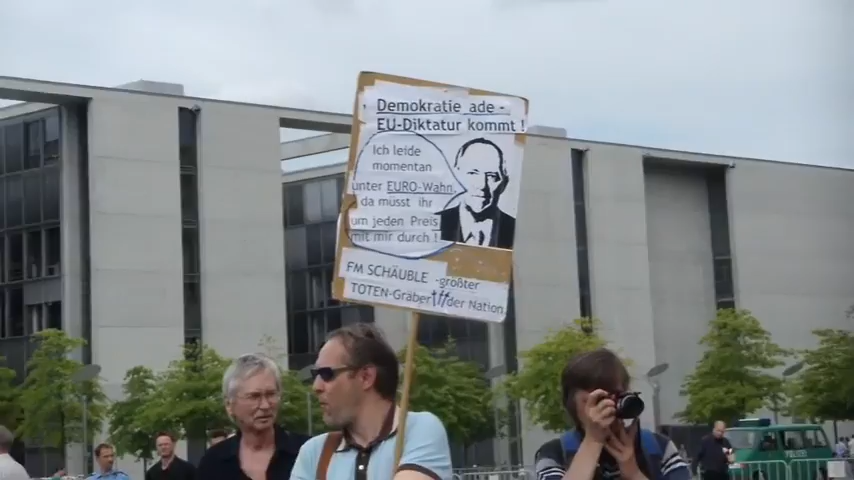 Demokratie ade -
EU-Diktatur kommt !
Ich leide
momentan
unter EURO-Wahn,
da müsst ihr
um jeden Preis
mit mir durch !
FM SCHÄUBLE -größter
TOTEN-Gräber der Nation
POLIZEI